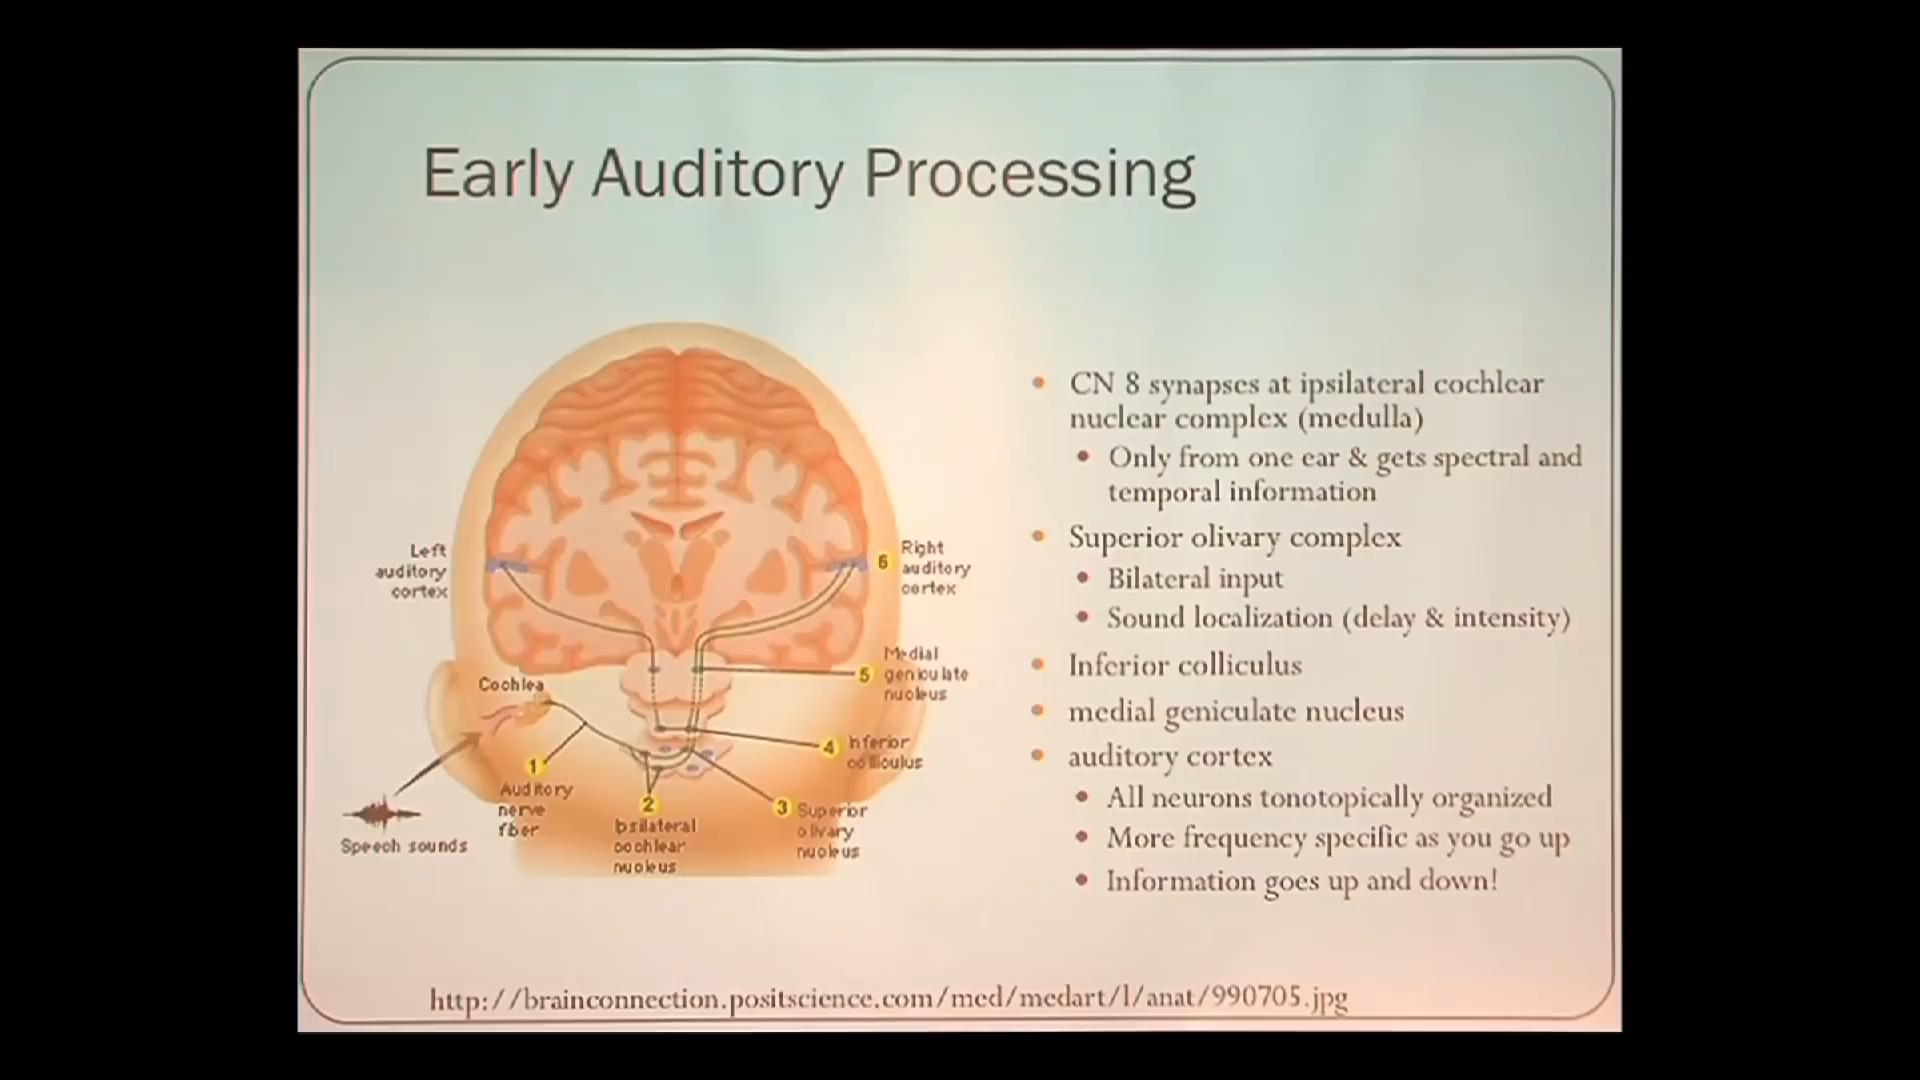 Early Auditory Processing
Left
auditory
cortex
6
Right
auditory
cortex
Medial
geniculate
nucleus
5
Cochlea
4
Inferior
colliculus
1
Auditory
nerve
fiber
2
Ipsilateral
cochlear
nucleus
3
Superior
olivary
nucleus
Speech sounds
• CN 8 synapses at ipsilateral cochlear
nuclear complex (medulla)
• Only from one ear & gets spectral and
temporal information
• Superior olivary complex
• Bilateral input
• Sound localization (delay & intensity)
• Inferior colliculus
• medial geniculate nucleus
• auditory cortex
• All neurons tonotopically organized
• More frequency specific as you go up
• Information goes up and down!
http://brainconnection.positscience.com/med/medart/l/anat/990705.jpg